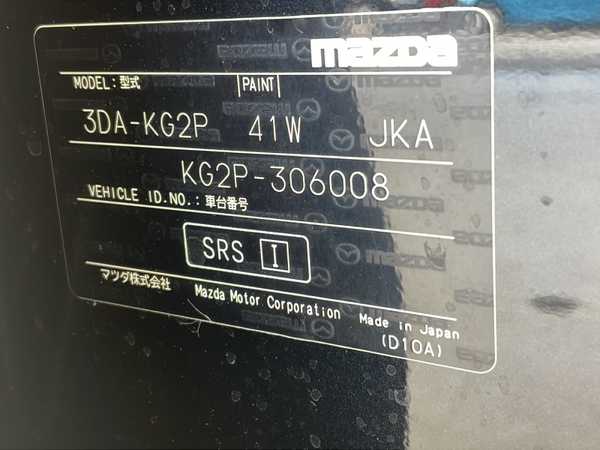 mazda
MODEL:型式 |PAINT|
3DA-KG2P 41W JKA
KG2P-306008
VEHICLE ID.NO.:車台番号
SRS I
マツダ株式会社 Mazda Motor Corporation Made in Japan
(D10A)